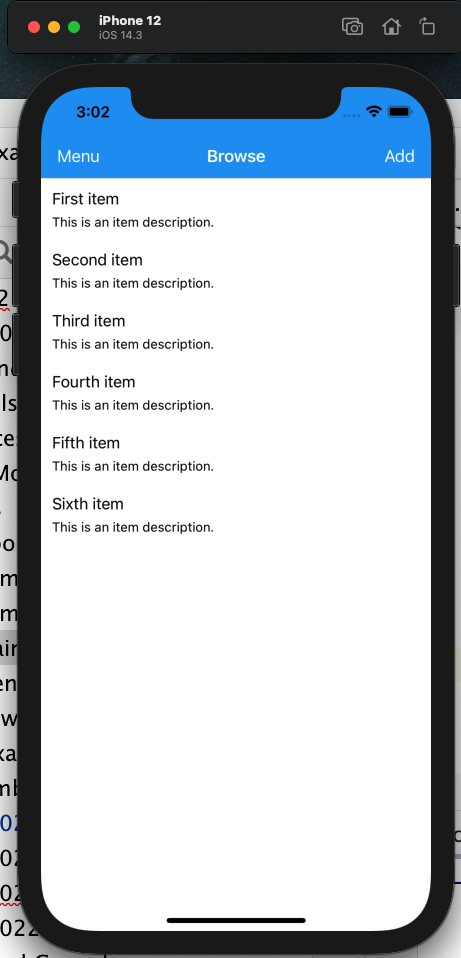 iPhone 12
iOS 14.3
3:02
Menu Browse Add
First item
This is an item description.
Second item
This is an item description.
Third item
This is an item description.
Fourth item
This is an item description.
Fifth item
This is an item description.
Sixth item
This is an item description.